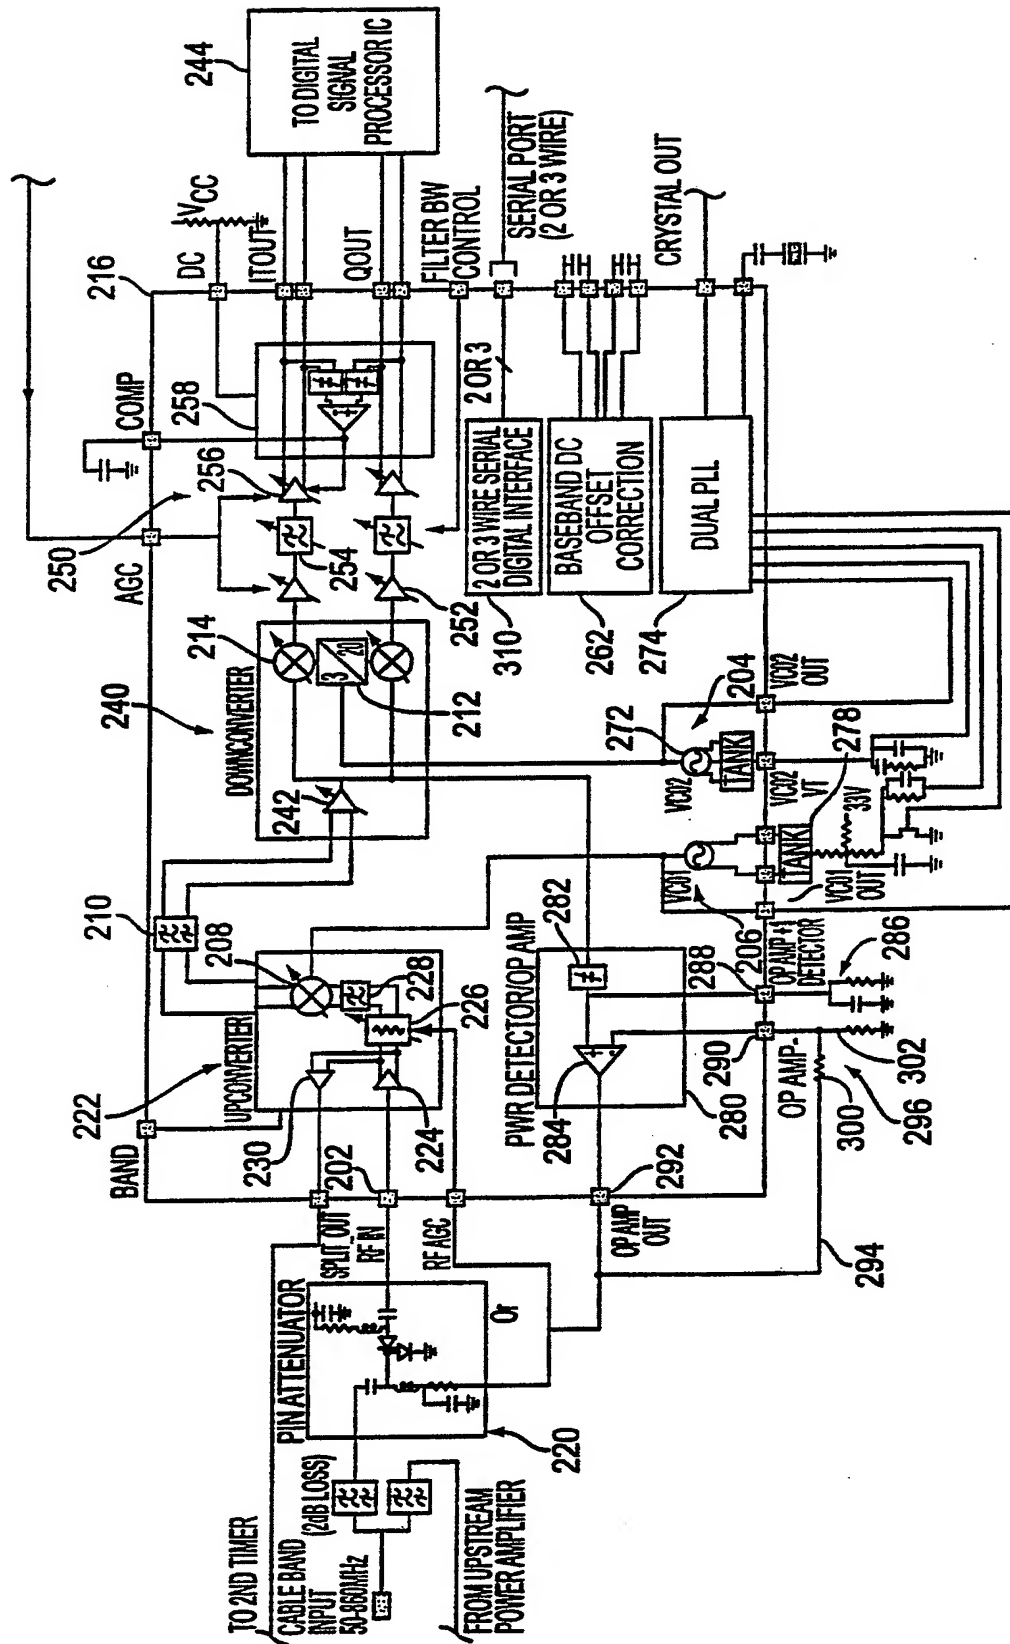 TO 2ND TIMER
CABLE BAND
INPUT
50-860MHz
(2dB LOSS)
FROM UPSTREAM
POWER AMPLIFIER
PIN ATTENUATOR
220
Or
SPLIT_OUT
RF IN
202
RF AGC
OP AMP
OUT
292
294
BAND
222
UPCONVERTER
230
224
226
228
208
210
PWR DETECTOR/OP AMP
284
280
282
290
288
OP AMP-
OP AMP +1
DETECTOR
286
296
300
302
206
VCO1
VCO1
OUT
TANK
278
33V
VCO2
VT
VCO2
272
TANK
204
VCO2
OUT
240
DOWNCONVERTER
242
214
3
20
212
AGC
250
252
254
256
COMP
258
216
DC
VCC
ITOUT
QOUT
FILTER BW
CONTROL
244
TO DIGITAL
SIGNAL
PROCESSOR IC
SERIAL PORT
(2 OR 3 WIRE)
2 OR 3
2 OR 3 WIRE SERIAL
DIGITAL INTERFACE
310
BASEBAND DC
OFFSET
CORRECTION
262
DUAL PLL
274
CRYSTAL OUT